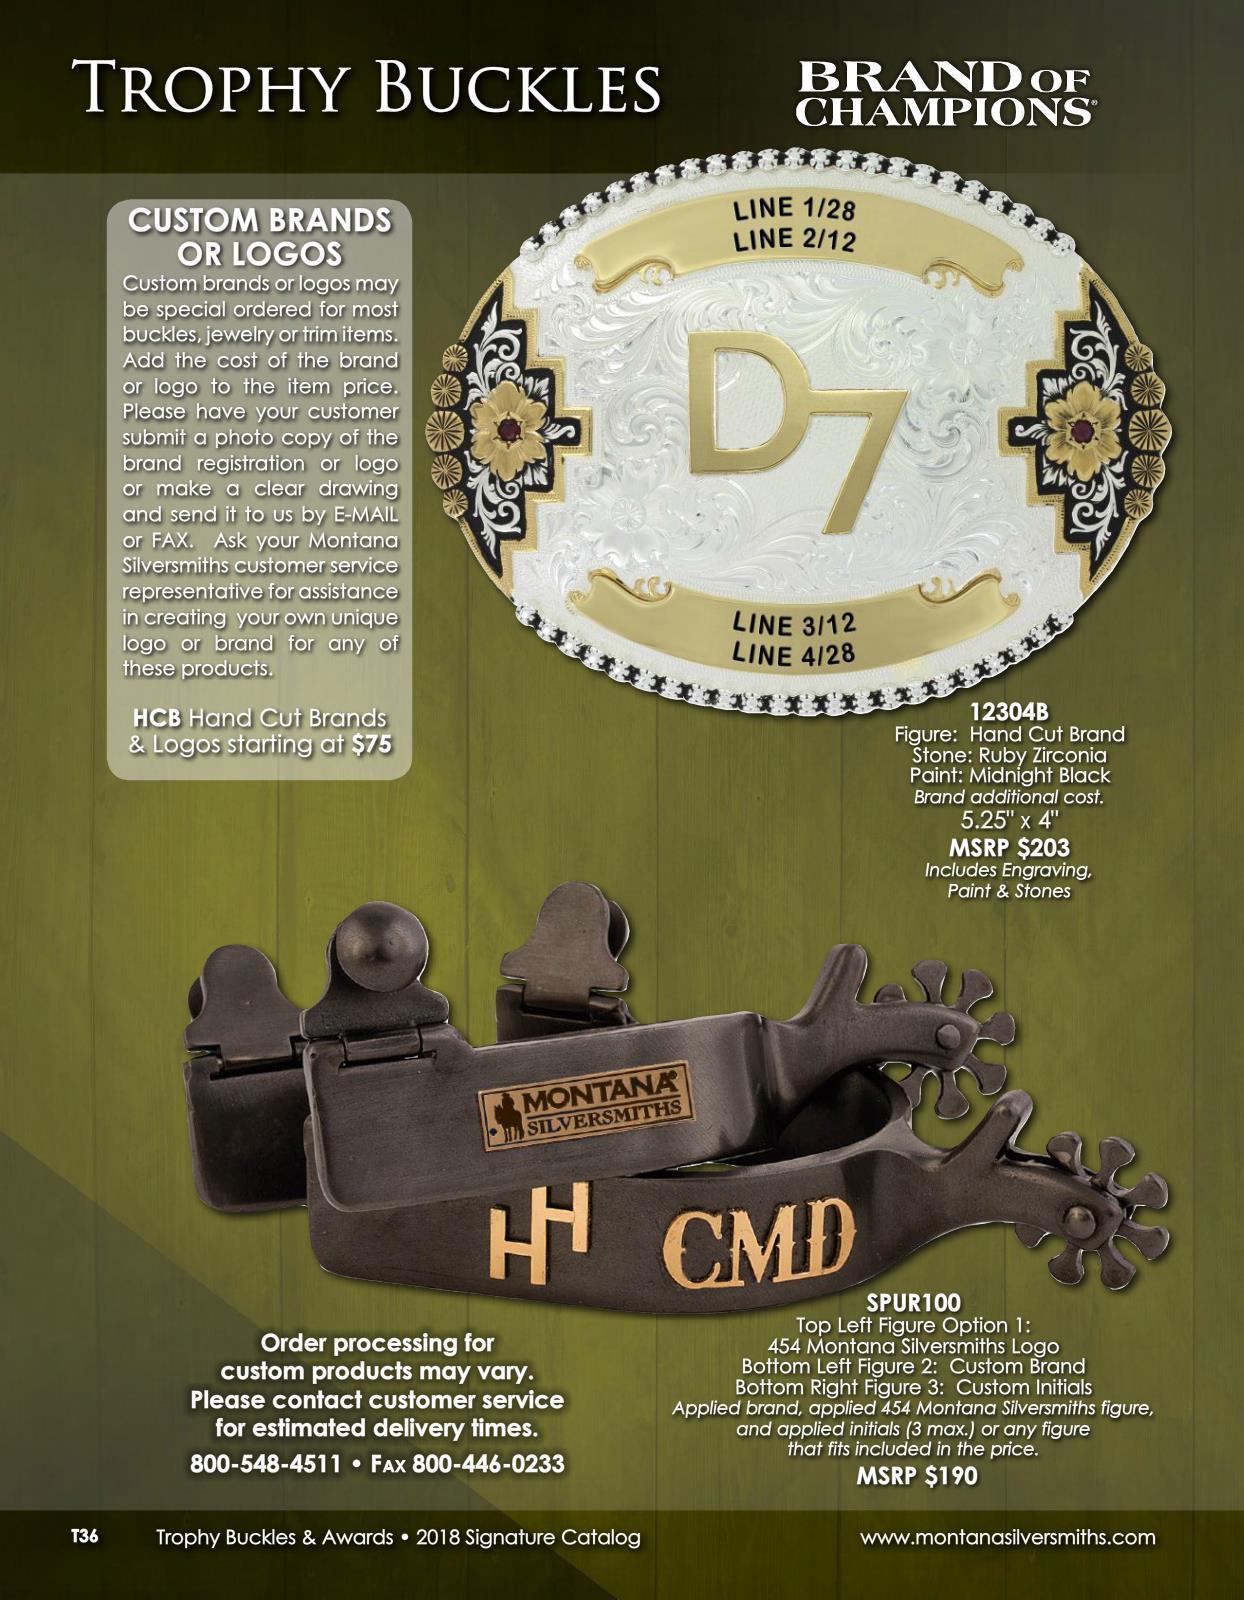 TROPHY BUCKLES
BRAND OF
CHAMPIONS®
CUSTOM BRANDS
OR LOGOS
Custom brands or logos may
be special ordered for most
buckles, jewelry or trim items.
Add the cost of the brand
or logo to the item price.
Please have your customer
submit a photo copy of the
brand registration or logo
or make a clear drawing
and send it to us by E-MAIL
or FAX. Ask your Montana
Silversmiths customer service
representative for assistance
in creating your own unique
logo or brand for any of
these products.
HCB Hand Cut Brands
& Logos starting at $75
LINE 1/28
LINE 2/12
D7
LINE 3/12
LINE 4/28
12304B
Figure: Hand Cut Brand
Stone: Ruby Zirconia
Paint: Midnight Black
Brand additional cost.
5.25" x 4"
MSRP $203
Includes Engraving,
Paint & Stones
MONTANA®
SILVERSMITHS
HH CMD
SPUR100
Top Left Figure Option 1:
454 Montana Silversmiths Logo
Bottom Left Figure 2: Custom Brand
Bottom Right Figure 3: Custom Initials
Applied brand, applied 454 Montana Silversmiths figure,
and applied initials (3 max.) or any figure
that fits included in the price.
MSRP $190
Order processing for
custom products may vary.
Please contact customer service
for estimated delivery times.
800-548-4511 • FAX 800-446-0233
T36 Trophy Buckles & Awards • 2018 Signature Catalog www.montanasilversmiths.com